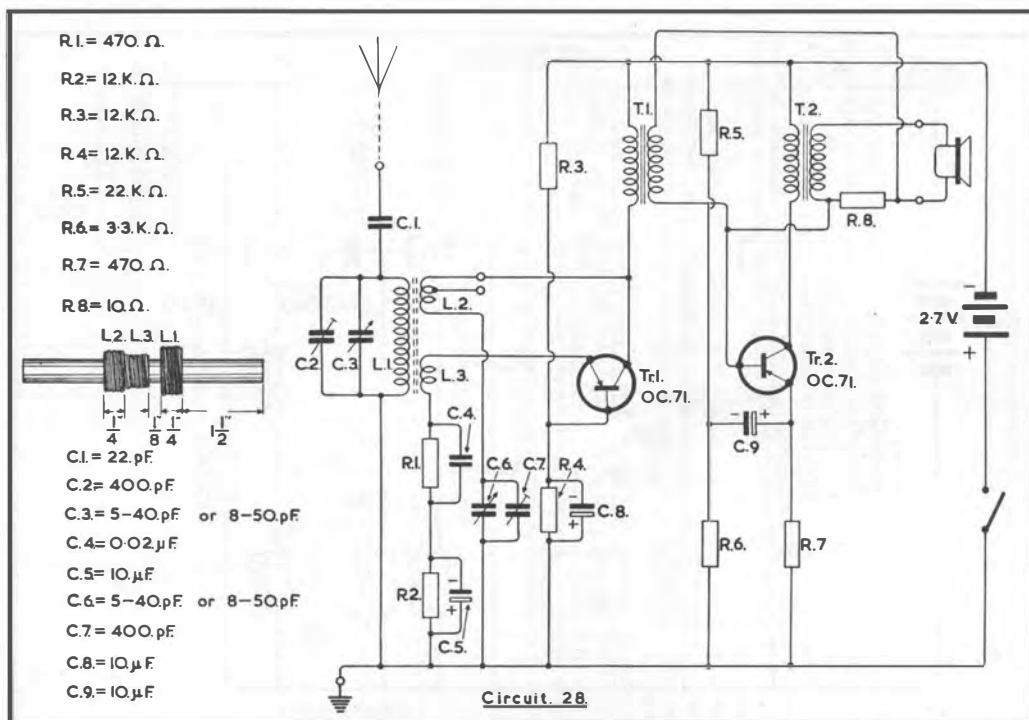 R.1.= 470. Ω.
R2= 12.K.Ω.
R.3.= 12.K.Ω.
R.4= 12.K.Ω.
R.5= 22.K.Ω.
R.6= 3·3.K.Ω.
R.7= 470.Ω.
R8= 10.Ω.
L.2. L.3. L.1.
1/4 1"/8 1"/4 1 1/2"
C.1.= 22.pF.
C.2= 400.pF
C.3.= 5-40.pF. or 8-50.pF.
C.4.= 0·02.μF.
C.5.= 10.μF.
C.6= 5-40.pF. or 8-50.pF.
C.7.= 400.pF.
C.8.= 10.μF.
C.9.= 10.μF.
C.1.
C2.
C.3.
L.1.
L.2.
L.3.
R.1.
C.4.
R2.
C.5.
C.6.
C.7.
R.4.
C.8.
R.3.
T.1.
Tr.1.
OC.71.
R.5.
T.2.
R.8.
Tr.2.
OC.71.
C.9
R.6.
R.7
2·7 V.
Circuit. 28.